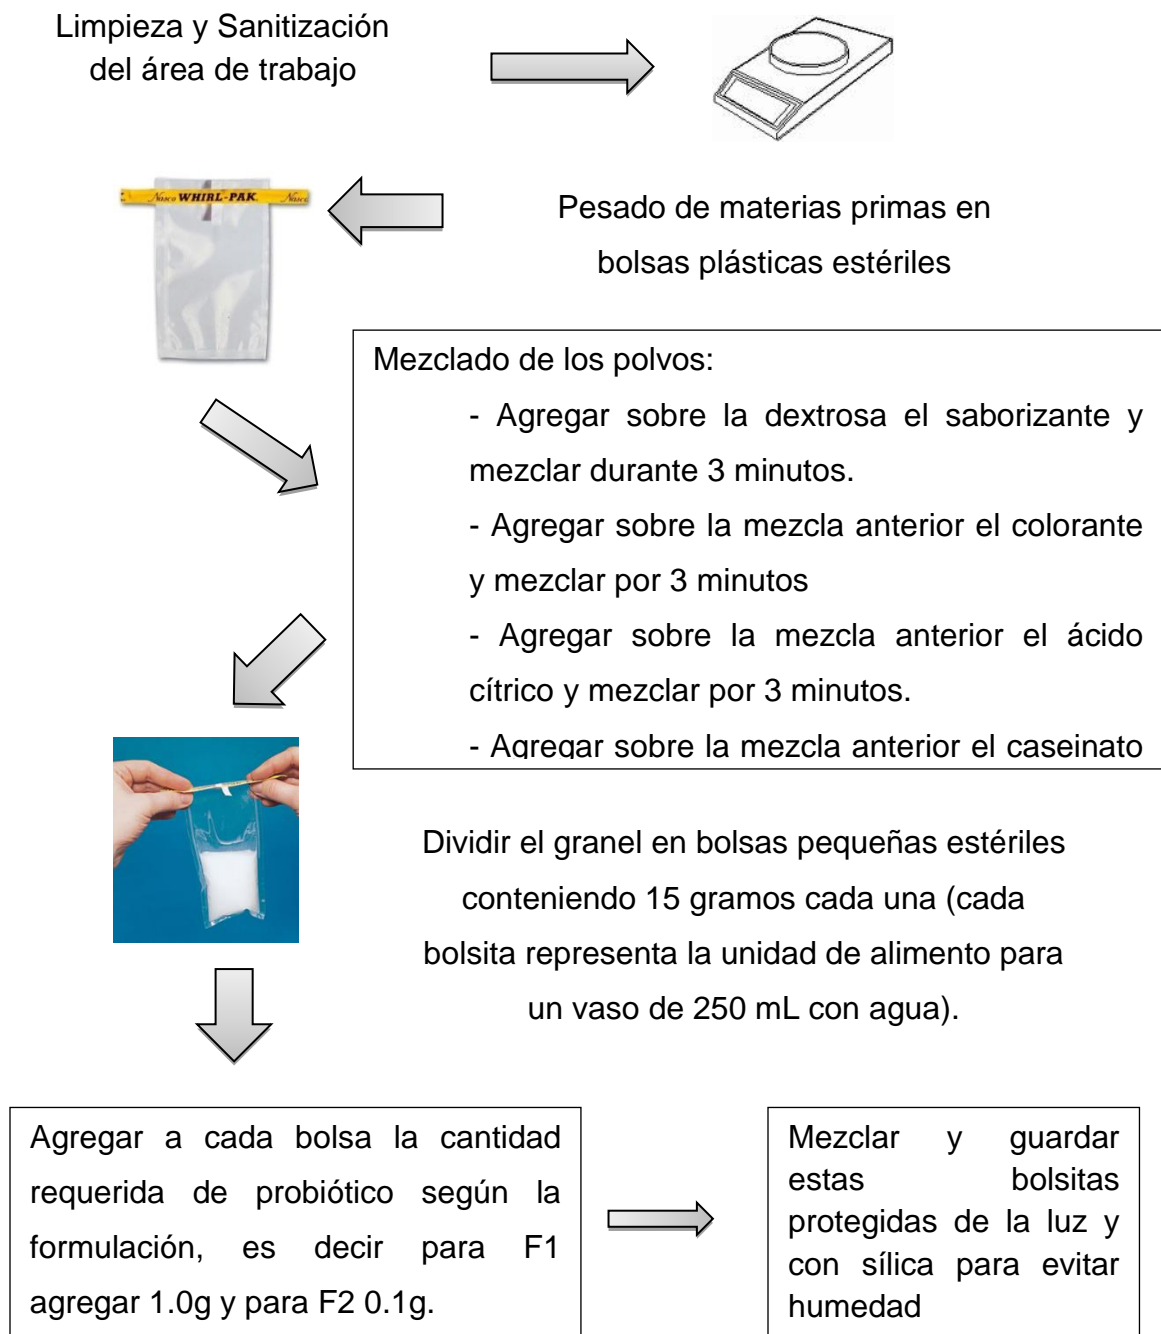 Limpieza y Sanitización
del área de trabajo
Nasco WHIRL-PAK. Nasco
Pesado de materias primas en
bolsas plásticas estériles
Mezclado de los polvos:
- Agregar sobre la dextrosa el saborizante y
mezclar durante 3 minutos.
- Agregar sobre la mezcla anterior el colorante
y mezclar por 3 minutos
- Agregar sobre la mezcla anterior el ácido
cítrico y mezclar por 3 minutos.
- Agregar sobre la mezcla anterior el caseinato
Dividir el granel en bolsas pequeñas estériles
conteniendo 15 gramos cada una (cada
bolsita representa la unidad de alimento para
un vaso de 250 mL con agua).
Agregar a cada bolsa la cantidad
requerida de probiótico según la
formulación, es decir para F1
agregar 1.0g y para F2 0.1g.
Mezclar y guardar
estas bolsitas
protegidas de la luz y
con sílica para evitar
humedad